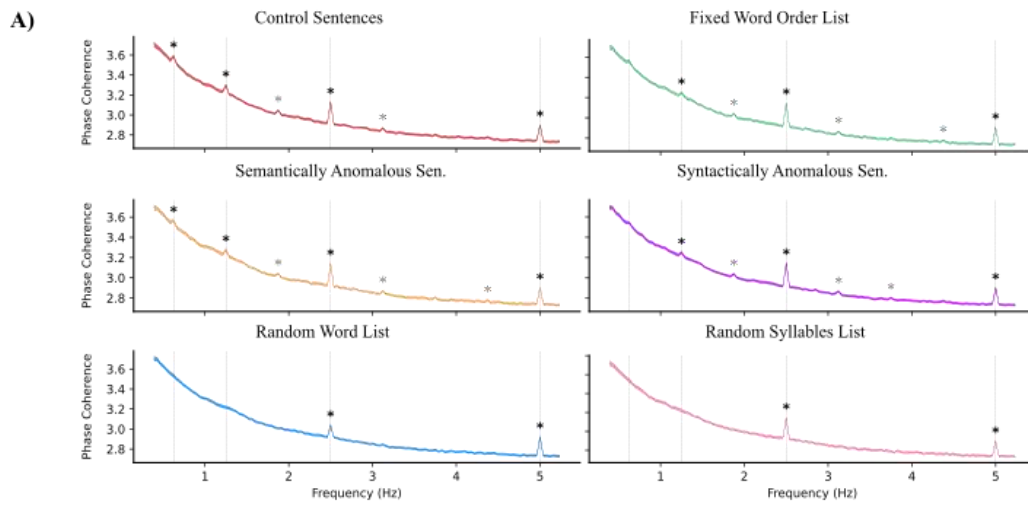 A)
Control Sentences
Fixed Word Order List
Phase Coherence
3.6
3.4
3.2
3.0
2.8
* * * * * *
* * * * * *
Semantically Anomalous Sen.
Syntactically Anomalous Sen.
Phase Coherence
3.6
3.4
3.2
3.0
2.8
* * * * * * *
* * * * * *
Random Word List
Random Syllables List
Phase Coherence
3.6
3.4
3.2
3.0
2.8
* *
* *
1 2 3 4 5
1 2 3 4 5
Frequency (Hz)
Frequency (Hz)